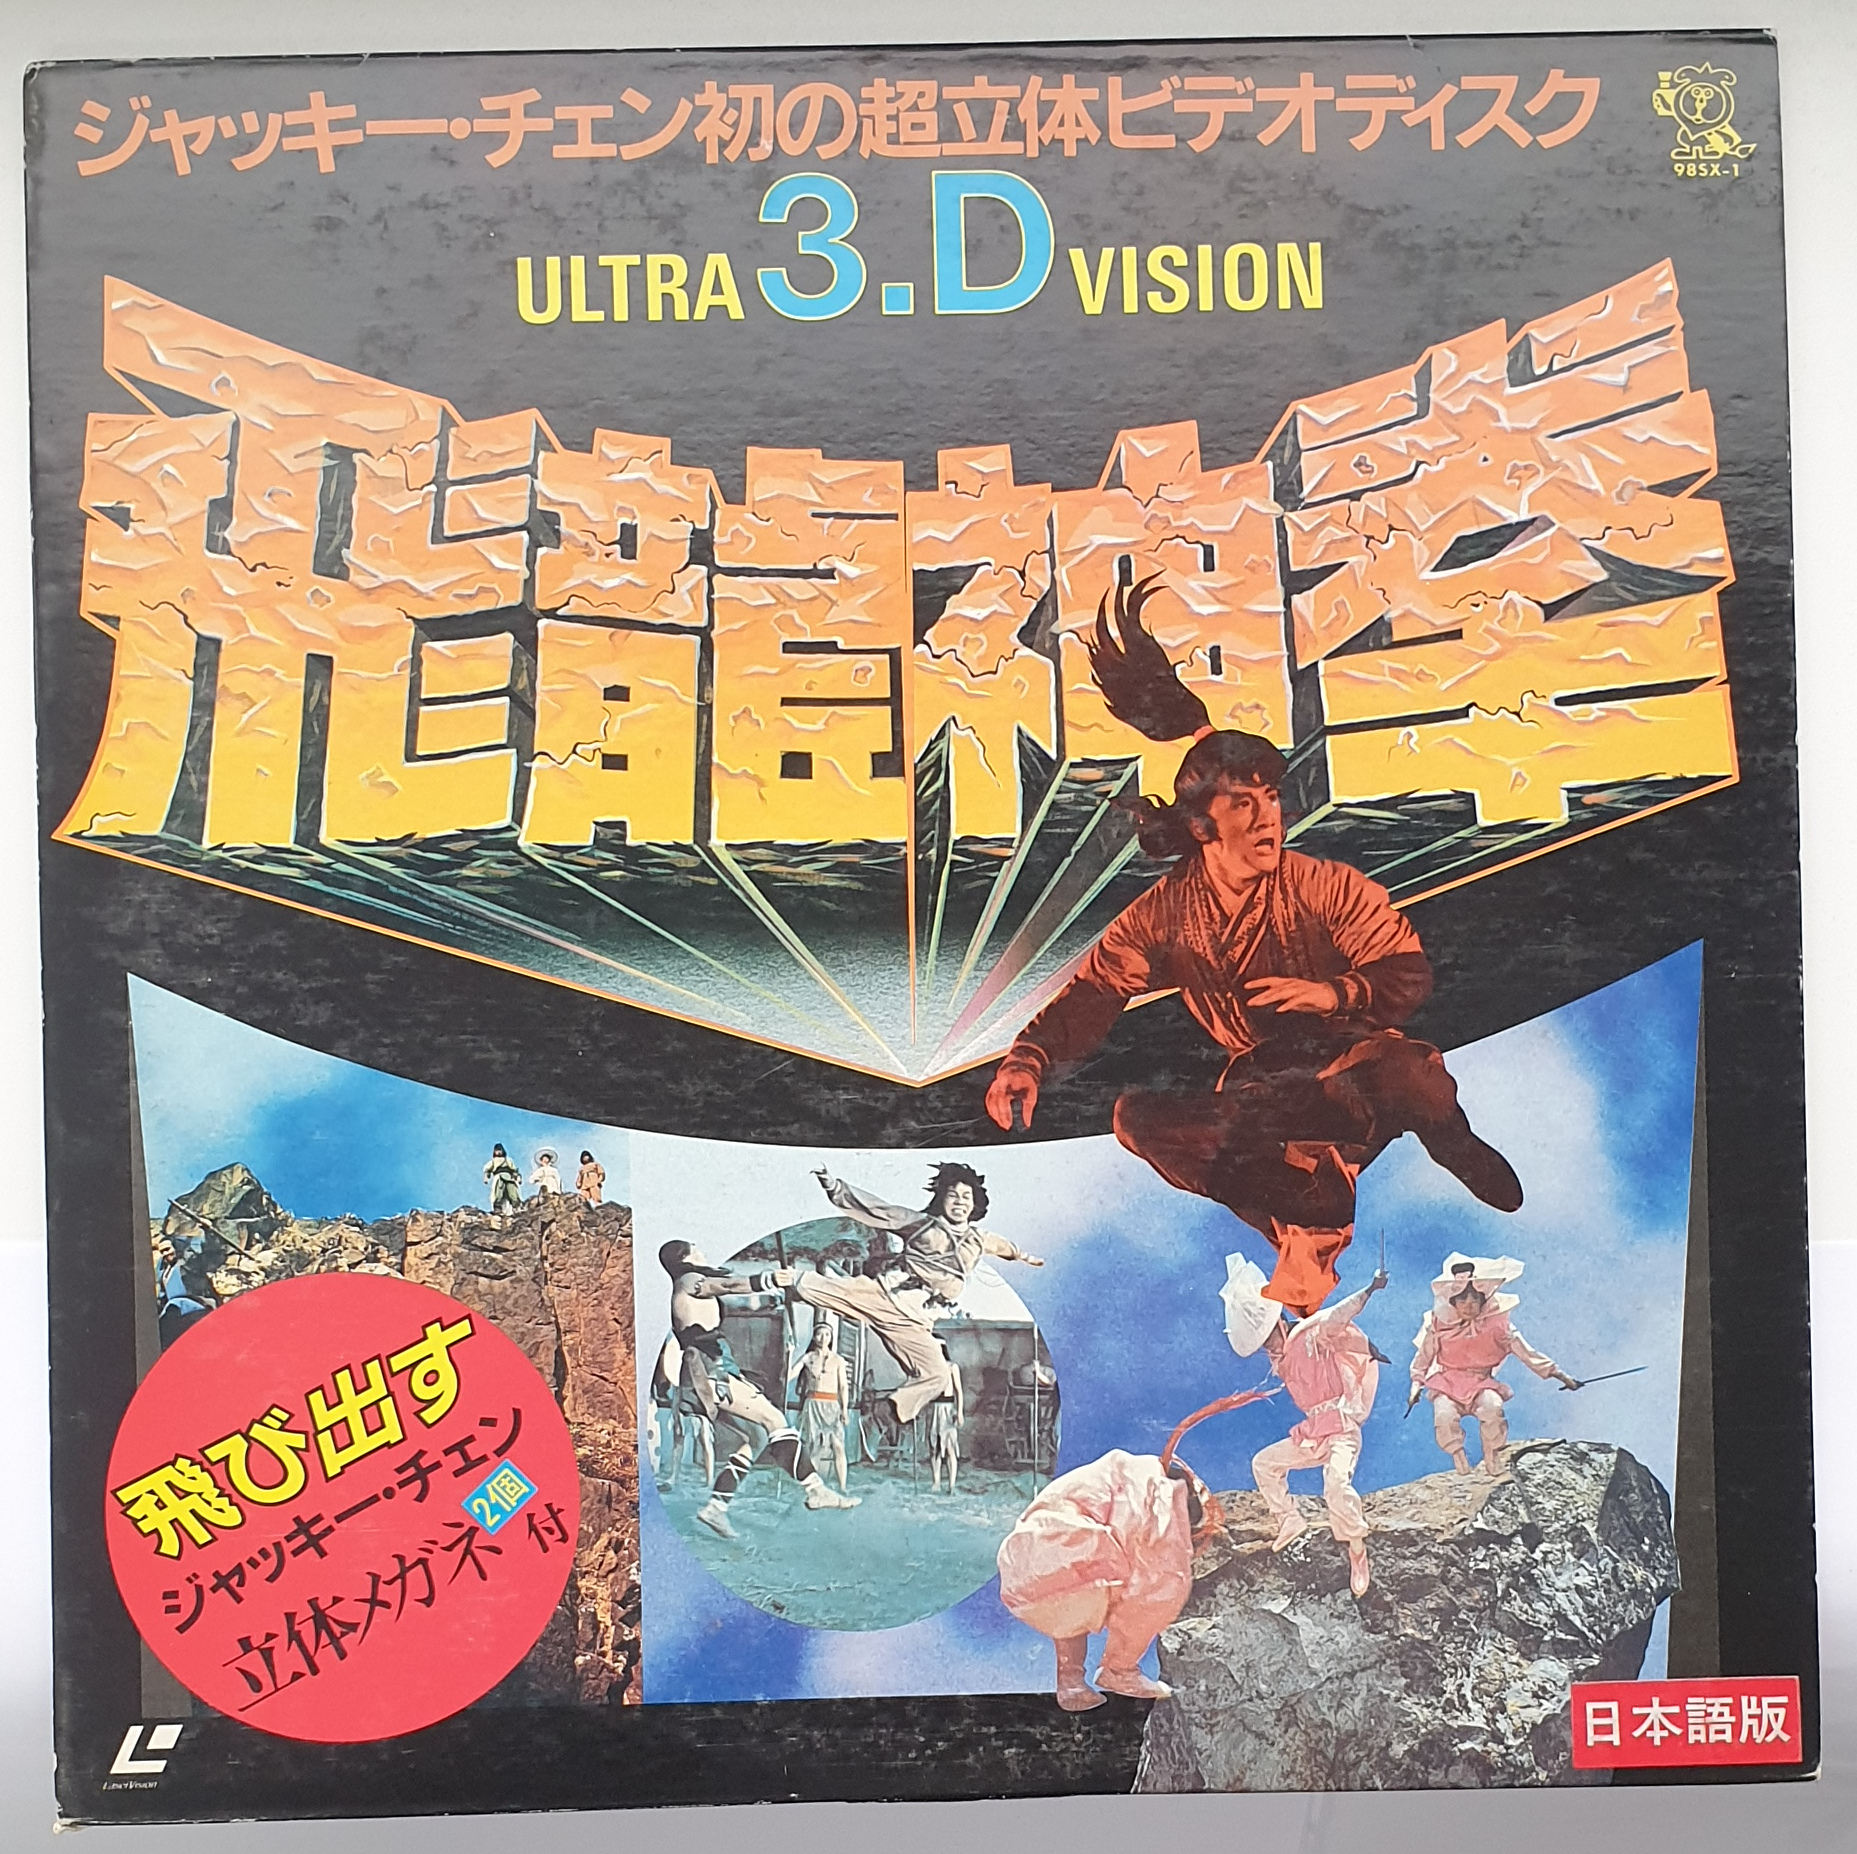 ジャッキー・チェン初の超立体ビデオディスク
98SX-1
ULTRA 3.D VISION
飛龍神拳
飛び出す
ジャッキー・チェン
立体メガネ2個付
日本語版
LaserVision